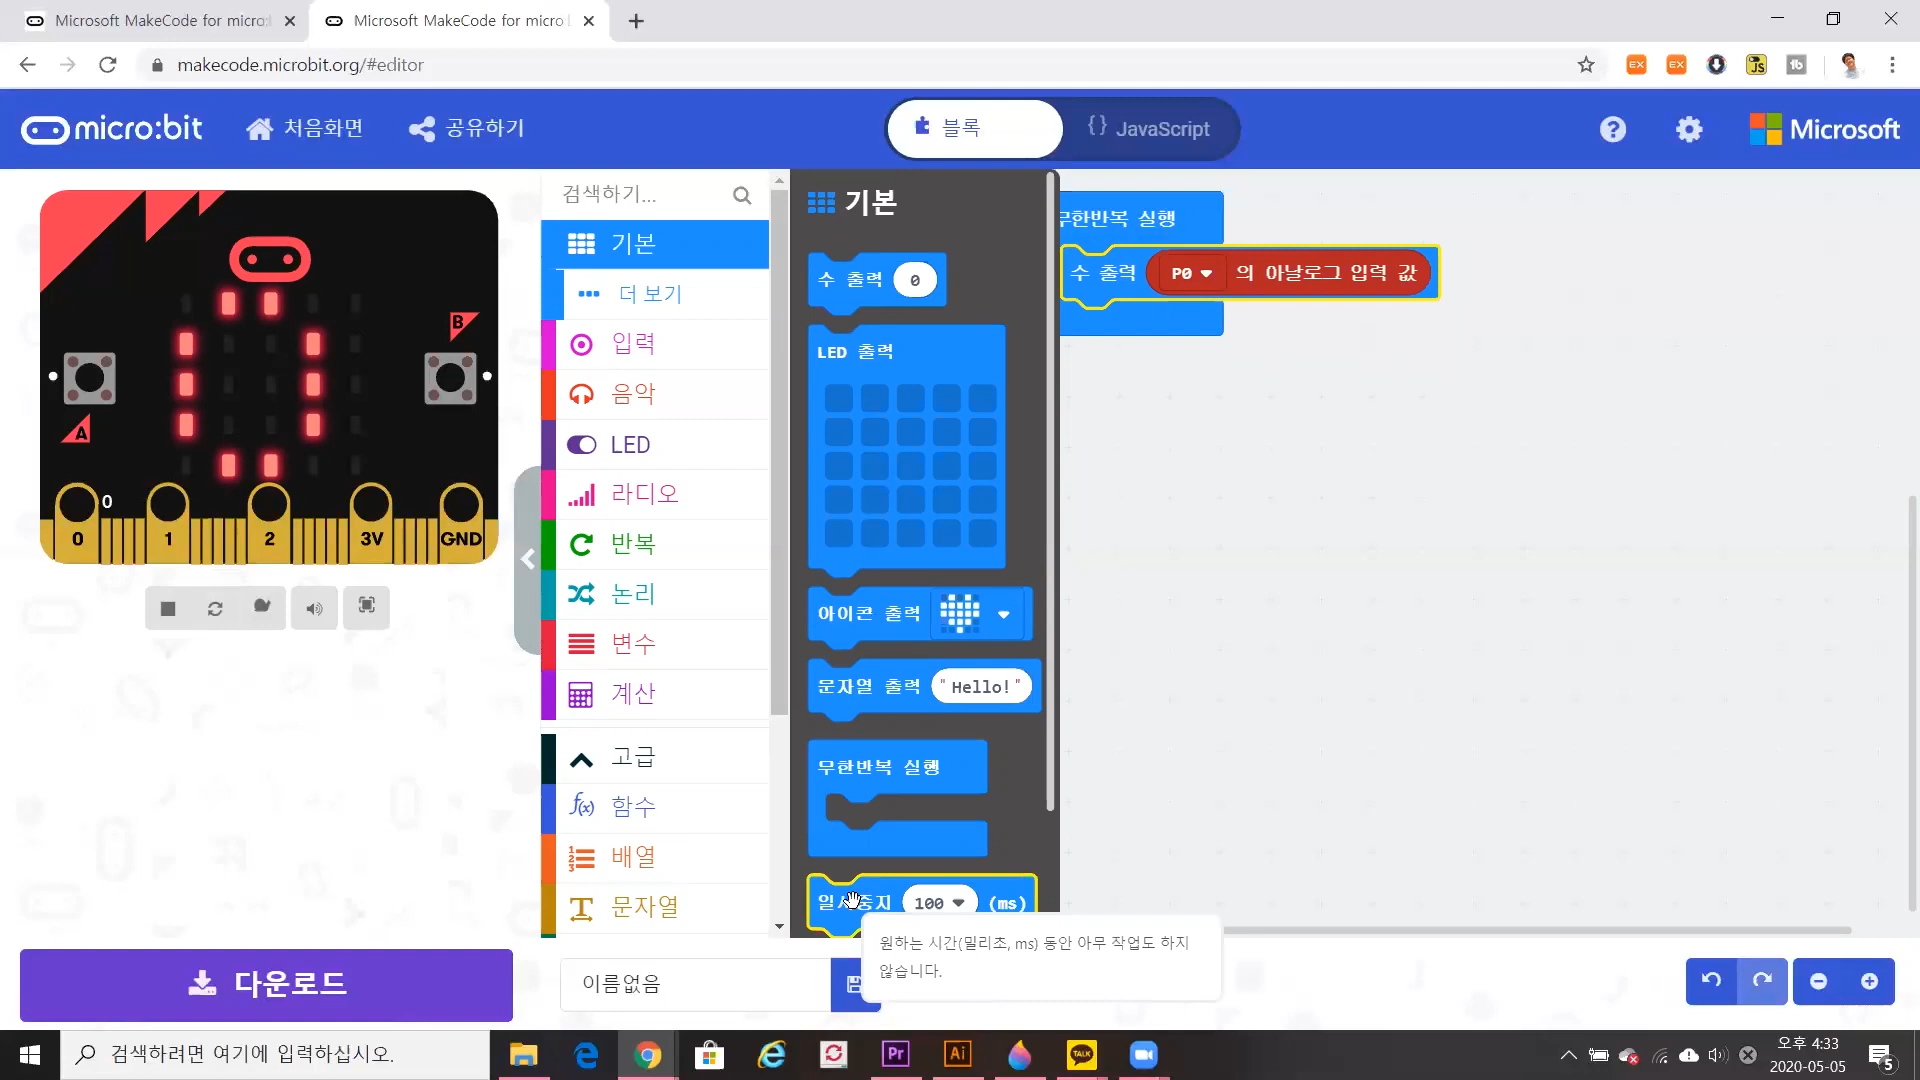 Microsoft MakeCode for micro:
Microsoft MakeCode for micro
makecode.microbit.org/#editor
EX
EX
JS
tb
micro:bit
처음화면
공유하기
블록
{} JavaScript
Microsoft
검색하기...
기본
더 보기
입력
음악
LED
라디오
반복
논리
변수
계산
고급
f(x) 함수
배열
문자열
기본
수 출력 0
LED 출력
아이콘 출력
문자열 출력 "Hello!"
무한반복 실행
100 (ms)
원하는 시간(밀리초, ms) 동안 아무 작업도 하지
않습니다.
무한반복 실행
수 출력 P0 의 아날로그 입력 값
A
B
0
0 1 2 3V GND
다운로드
이름없음
검색하려면 여기에 입력하십시오.
Pr
Ai
TALK
오후 4:33
2020-05-05
5